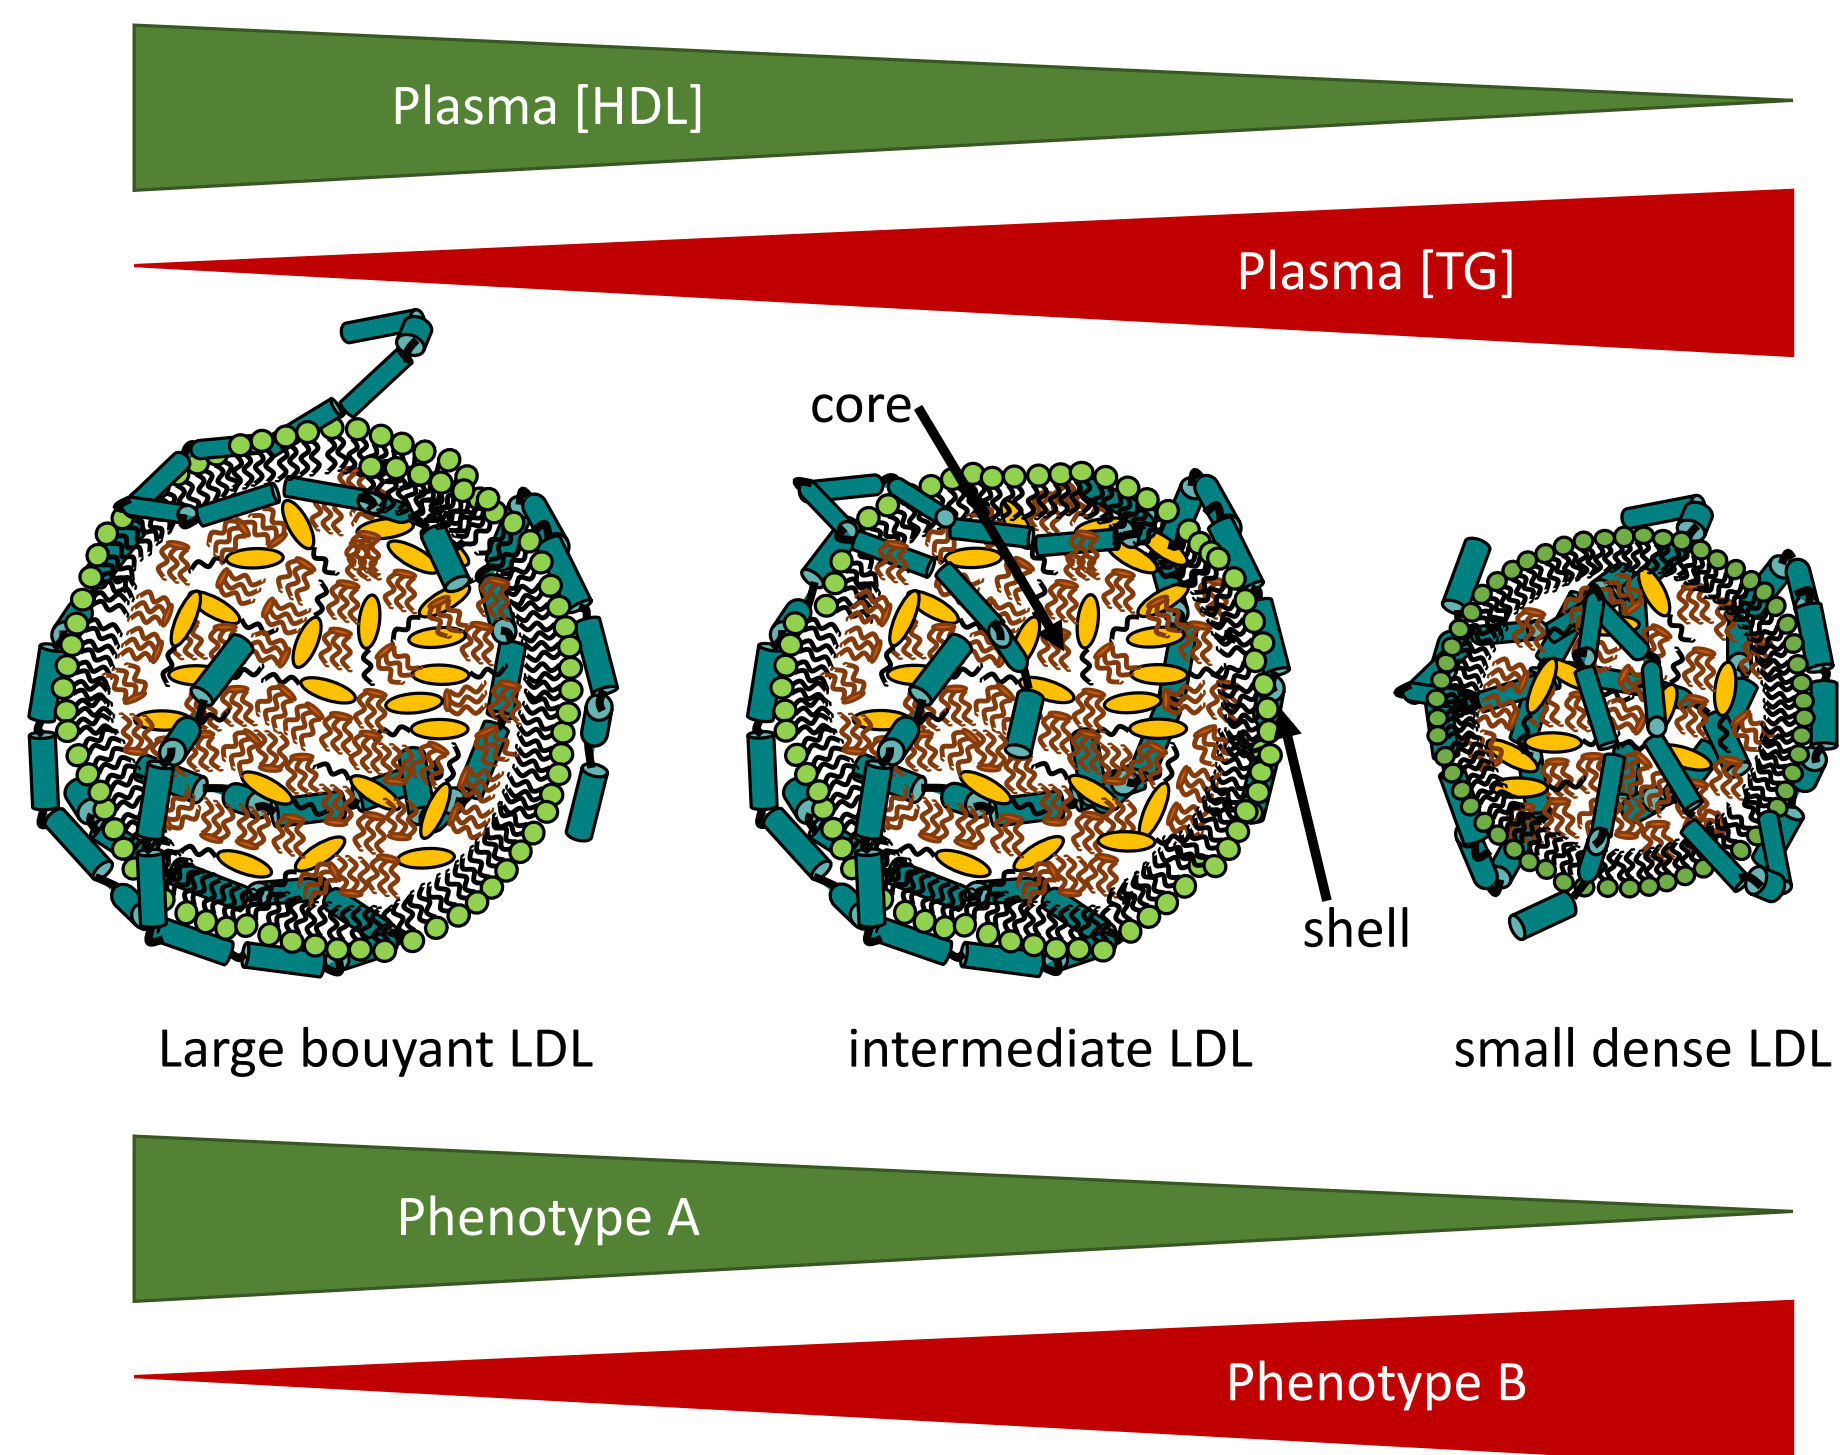 Plasma [HDL]
Plasma [TG]
core
shell
Large bouyant LDL
intermediate LDL
small dense LDL
Phenotype A
Phenotype B